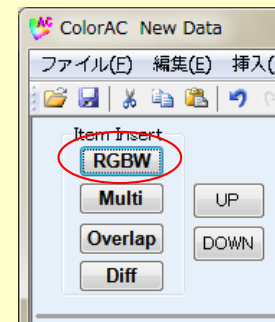 ColorAC New Data
ファイル(F) 編集(E) 挿入(
Item Insert
RGBW
Multi
UP
Overlap
DOWN
Diff